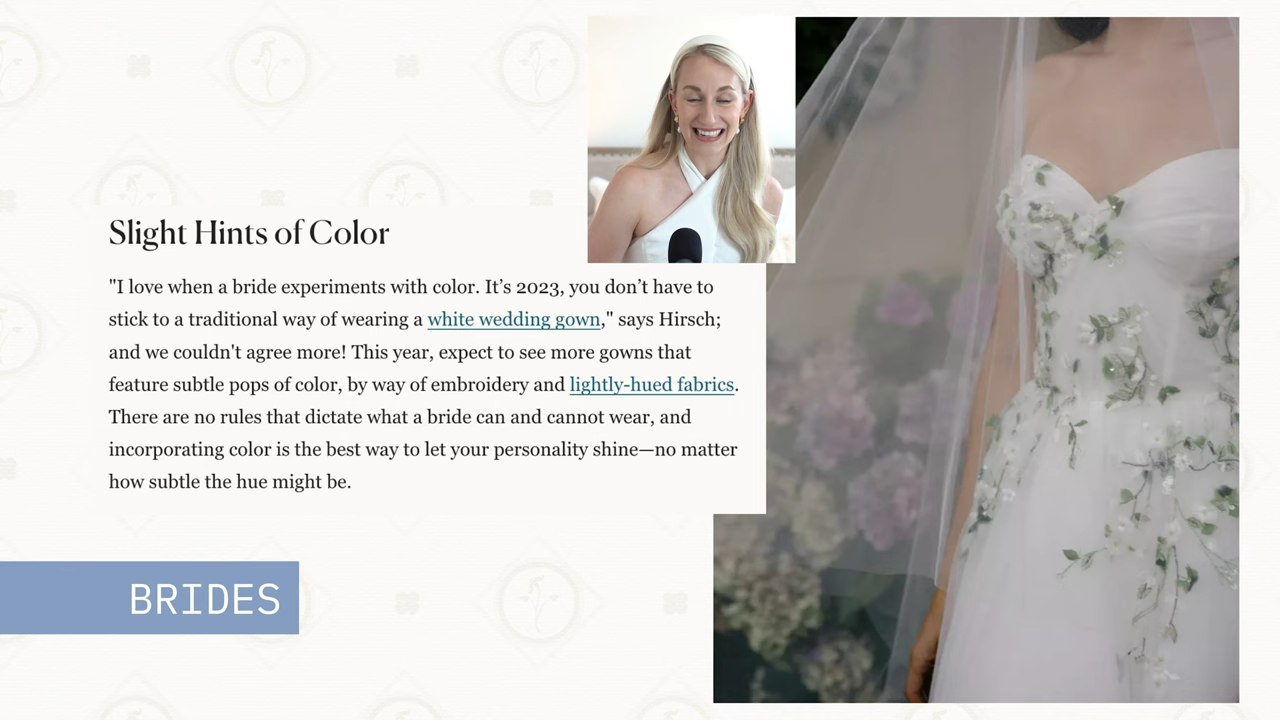 Slight Hints of Color
"I love when a bride experiments with color. It’s 2023, you don’t have to
stick to a traditional way of wearing a white wedding gown," says Hirsch;
and we couldn't agree more! This year, expect to see more gowns that
feature subtle pops of color, by way of embroidery and lightly-hued fabrics.
There are no rules that dictate what a bride can and cannot wear, and
incorporating color is the best way to let your personality shine—no matter
how subtle the hue might be.
BRIDES